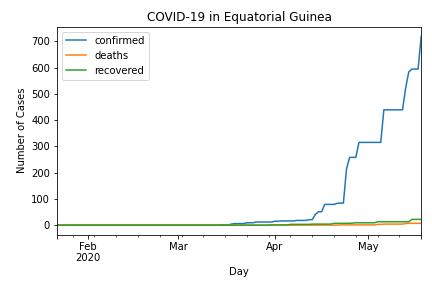 COVID-19 in Equatorial Guinea
confirmed
deaths
recovered
Number of Cases
700
600
500
400
300
200
100
0
Feb
2020
Mar
Apr
May
Day